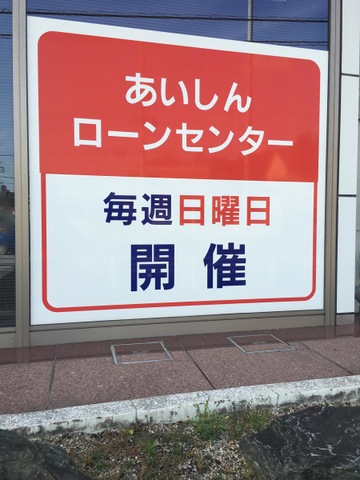 あいしん
ローンセンター
毎週日曜日
開催